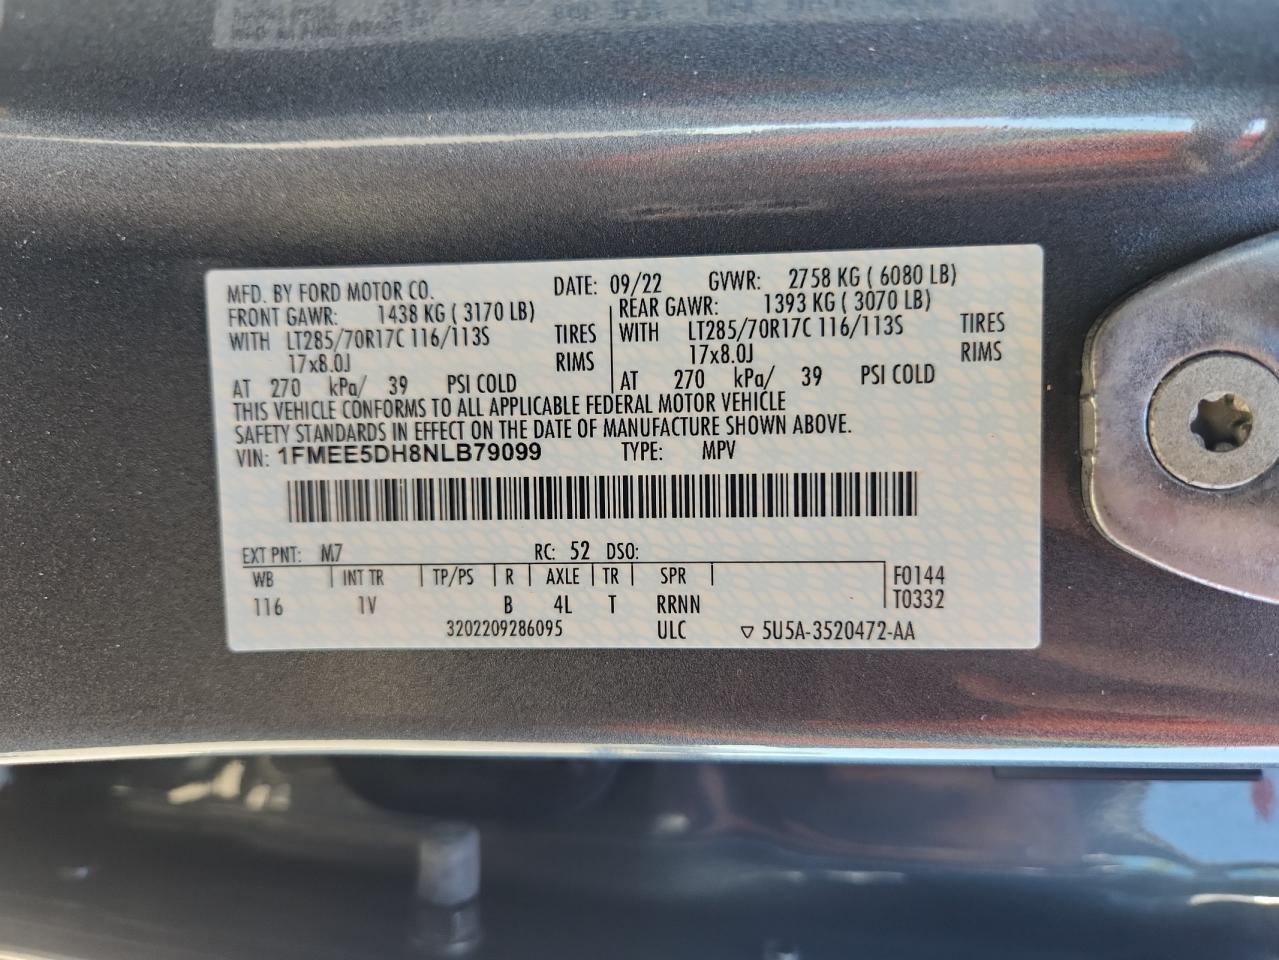 MFD. BY FORD MOTOR CO. DATE: 09/22 GVWR: 2758 KG ( 6080 LB)
FRONT GAWR: 1438 KG ( 3170 LB) REAR GAWR: 1393 KG ( 3070 LB)
WITH LT285/70R17C 116/113S TIRES WITH LT285/70R17C 116/113S TIRES
17x8.0J RIMS 17x8.0J RIMS
AT 270 kPa/ 39 PSI COLD AT 270 kPa/ 39 PSI COLD
THIS VEHICLE CONFORMS TO ALL APPLICABLE FEDERAL MOTOR VEHICLE
SAFETY STANDARDS IN EFFECT ON THE DATE OF MANUFACTURE SHOWN ABOVE.
VIN: 1FMEE5DH8NLB79099 TYPE: MPV
EXT PNT: M7 RC: 52 DSO:
WB INT TR TP/PS R AXLE TR SPR F0144
116 1V B 4L T RRNN T0332
3202209286095 ULC ▽ 5U5A-3520472-AA